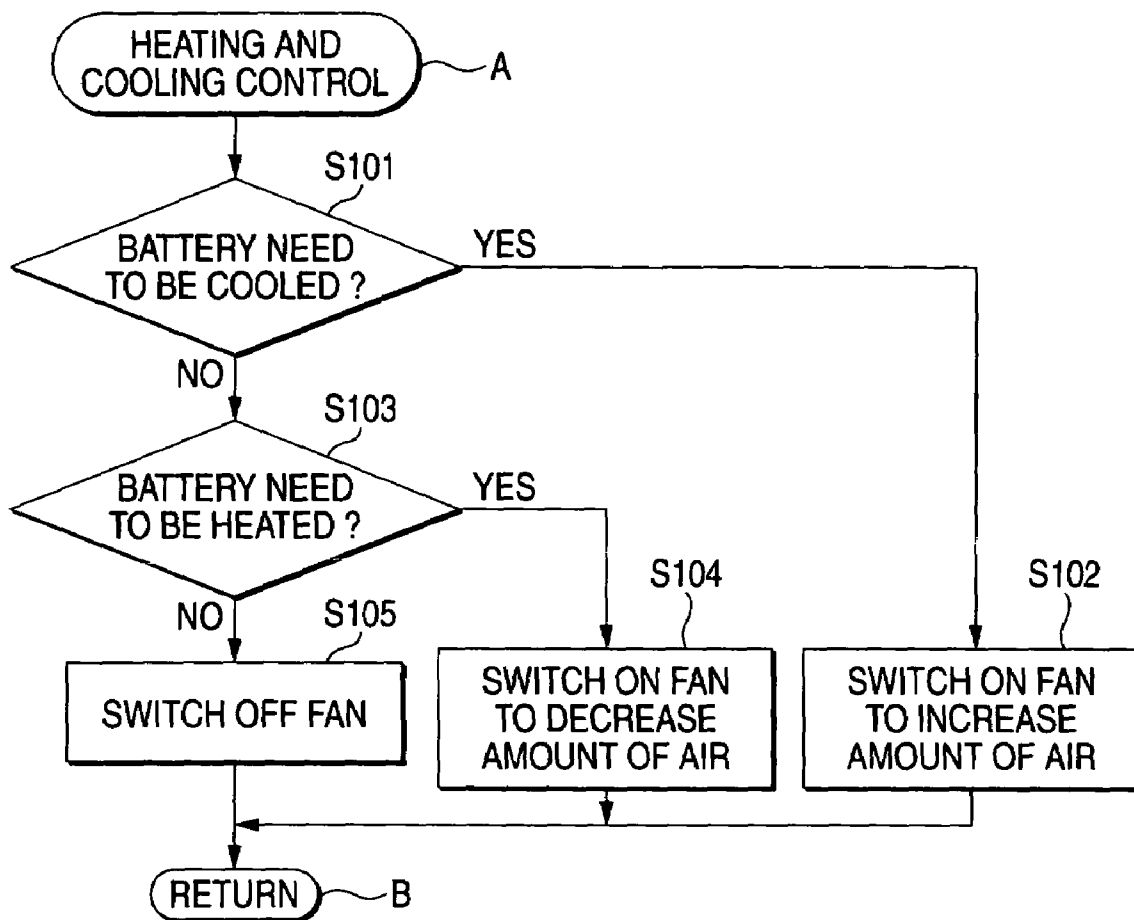 HEATING AND
COOLING CONTROL
A
S101
BATTERY NEED
TO BE COOLED ?
YES
NO
S103
BATTERY NEED
TO BE HEATED ?
YES
NO
S105
SWITCH OFF FAN
S104
SWITCH ON FAN
TO DECREASE
AMOUNT OF AIR
S102
SWITCH ON FAN
TO INCREASE
AMOUNT OF AIR
RETURN
B